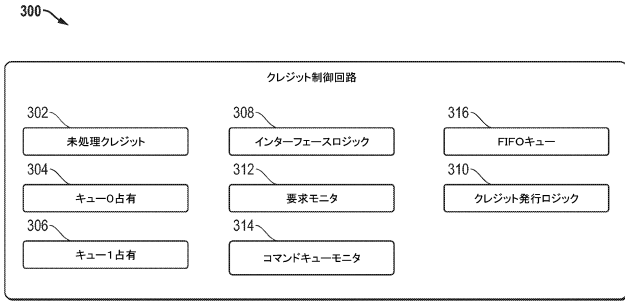 300
クレジット制御回路
302
未処理クレジット
308
インターフェースロジック
316
FIFOキュー
304
キュー0占有
312
要求モニタ
310
クレジット発行ロジック
306
キュー1占有
314
コマンドキューモニタ